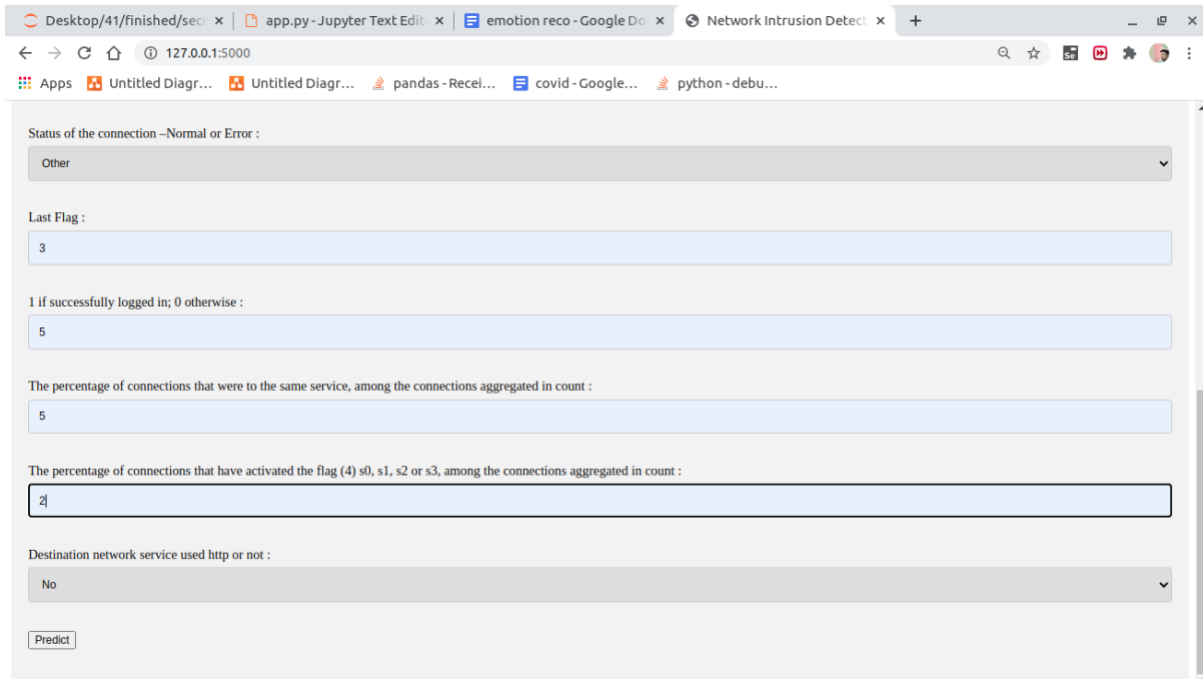 Desktop/41/finished/sec
app.py - Jupyter Text Edit
emotion reco - Google Do
Network Intrusion Detect
127.0.0.1:5000
Se
Apps
Untitled Diagr...
Untitled Diagr...
pandas - Recei...
covid - Google...
python - debu...
Status of the connection –Normal or Error :
Other
Last Flag :
3
1 if successfully logged in; 0 otherwise :
5
The percentage of connections that were to the same service, among the connections aggregated in count :
5
The percentage of connections that have activated the flag (4) s0, s1, s2 or s3, among the connections aggregated in count :
2
Destination network service used http or not :
No
Predict